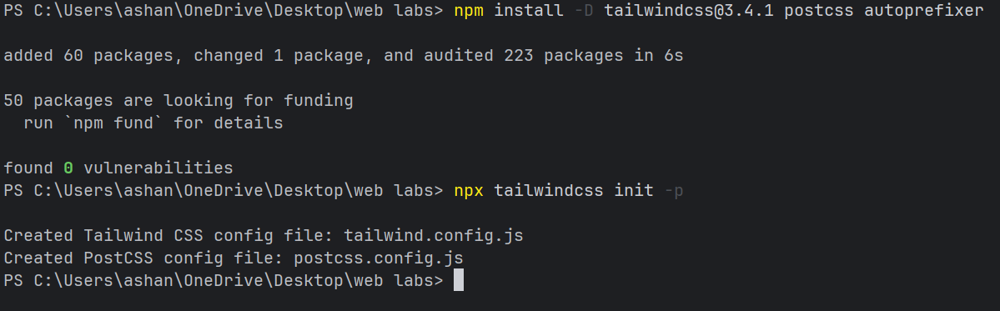 PS C:\Users\ashan\OneDrive\Desktop\web labs> npm install -D tailwindcss@3.4.1 postcss autoprefixer
added 60 packages, changed 1 package, and audited 223 packages in 6s
50 packages are looking for funding
  run `npm fund` for details
found 0 vulnerabilities
PS C:\Users\ashan\OneDrive\Desktop\web labs> npx tailwindcss init -p
Created Tailwind CSS config file: tailwind.config.js
Created PostCSS config file: postcss.config.js
PS C:\Users\ashan\OneDrive\Desktop\web labs>